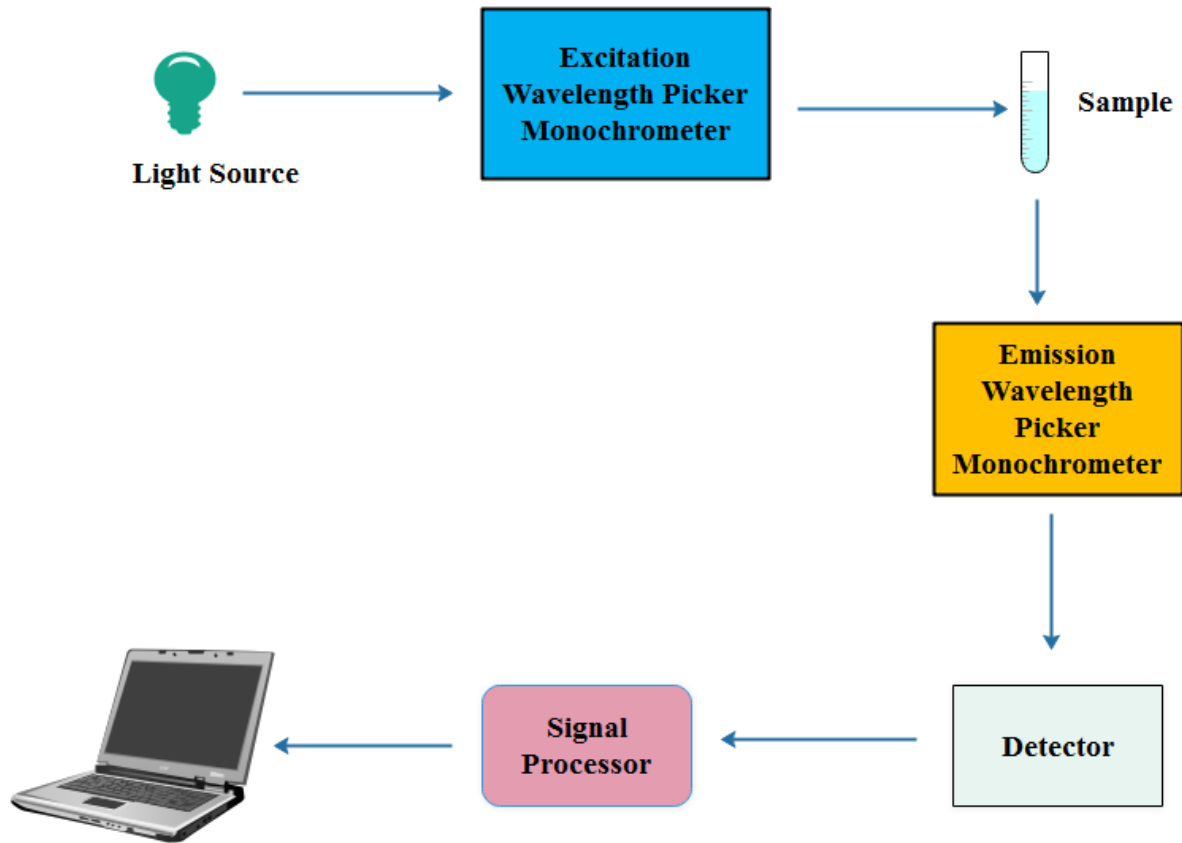 Excitation
Wavelength Picker
Monochrometer
Sample
Light Source
Emission
Wavelength
Picker
Monochrometer
Signal
Processor
Detector